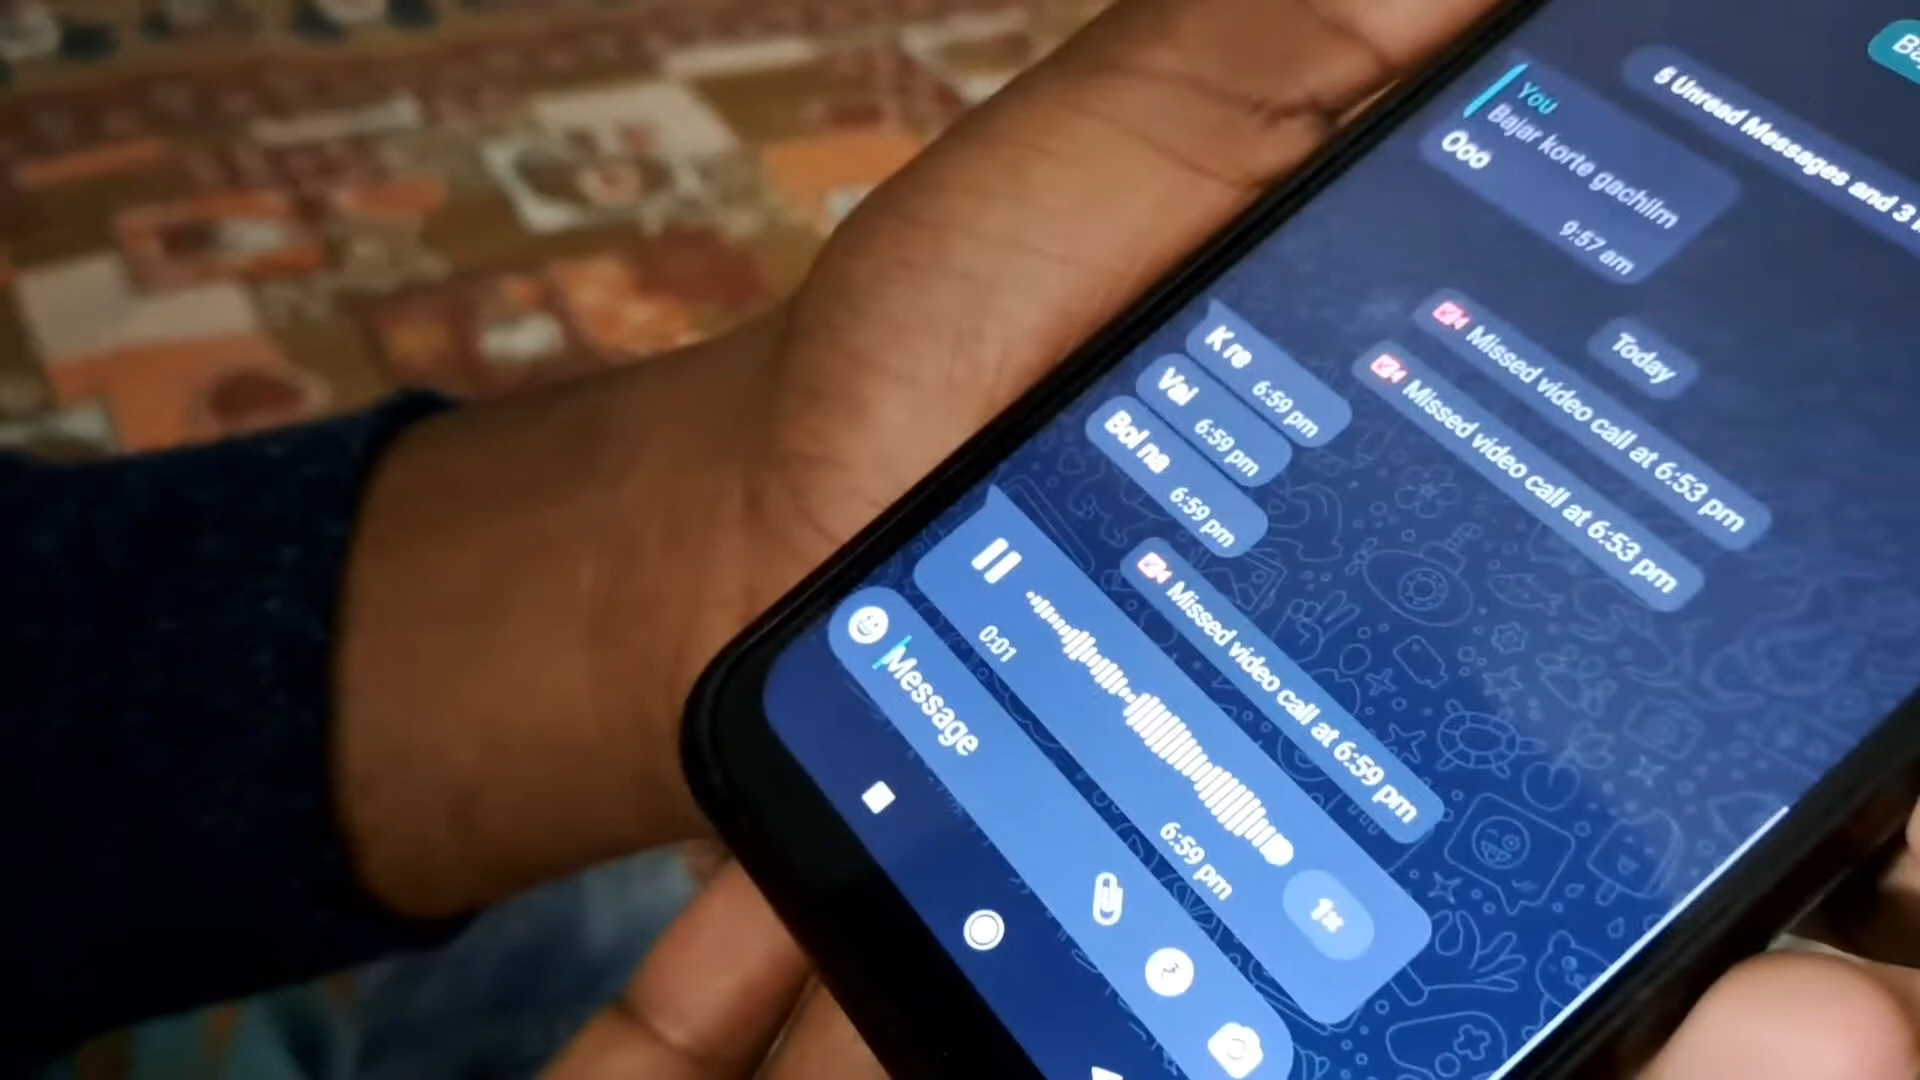 Ba
5 Unread Messages and 3
You
Bajar korte gachilm
Ooo
9:57 am
Today
Missed video call at 6:53 pm
Missed video call at 6:53 pm
K re 6:59 pm
Vai 6:59 pm
Bol na 6:59 pm
Missed video call at 6:59 pm
0:01
6:59 pm
1x
Message